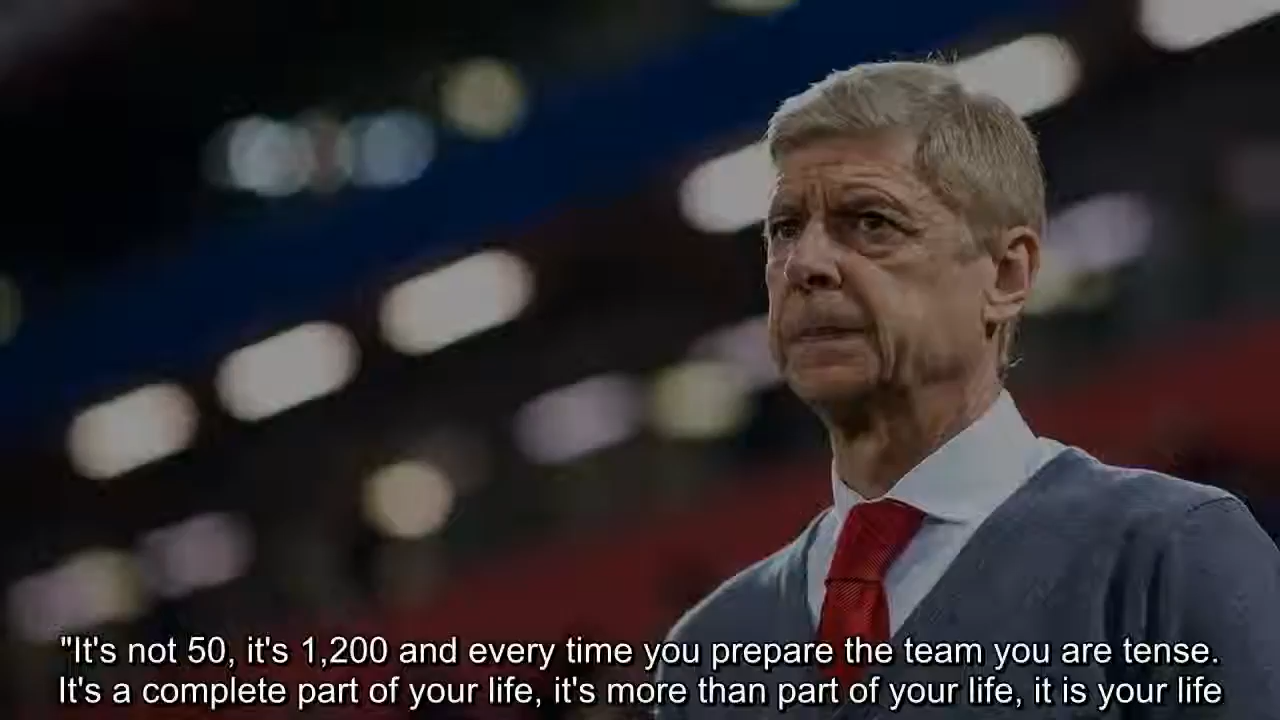 "It's not 50, it's 1,200 and every time you prepare the team you are tense.
It's a complete part of your life, it's more than part of your life, it is your life